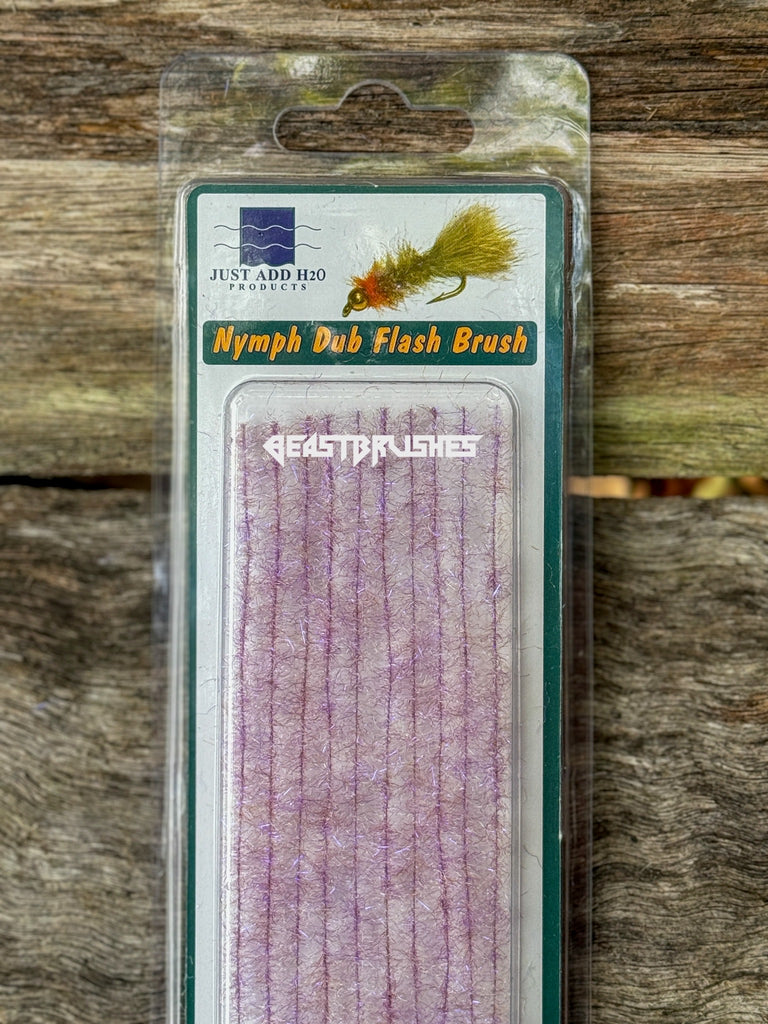 JUST ADD H2O
PRODUCTS
Nymph Dub Flash Brush
BEASTBRUSHES